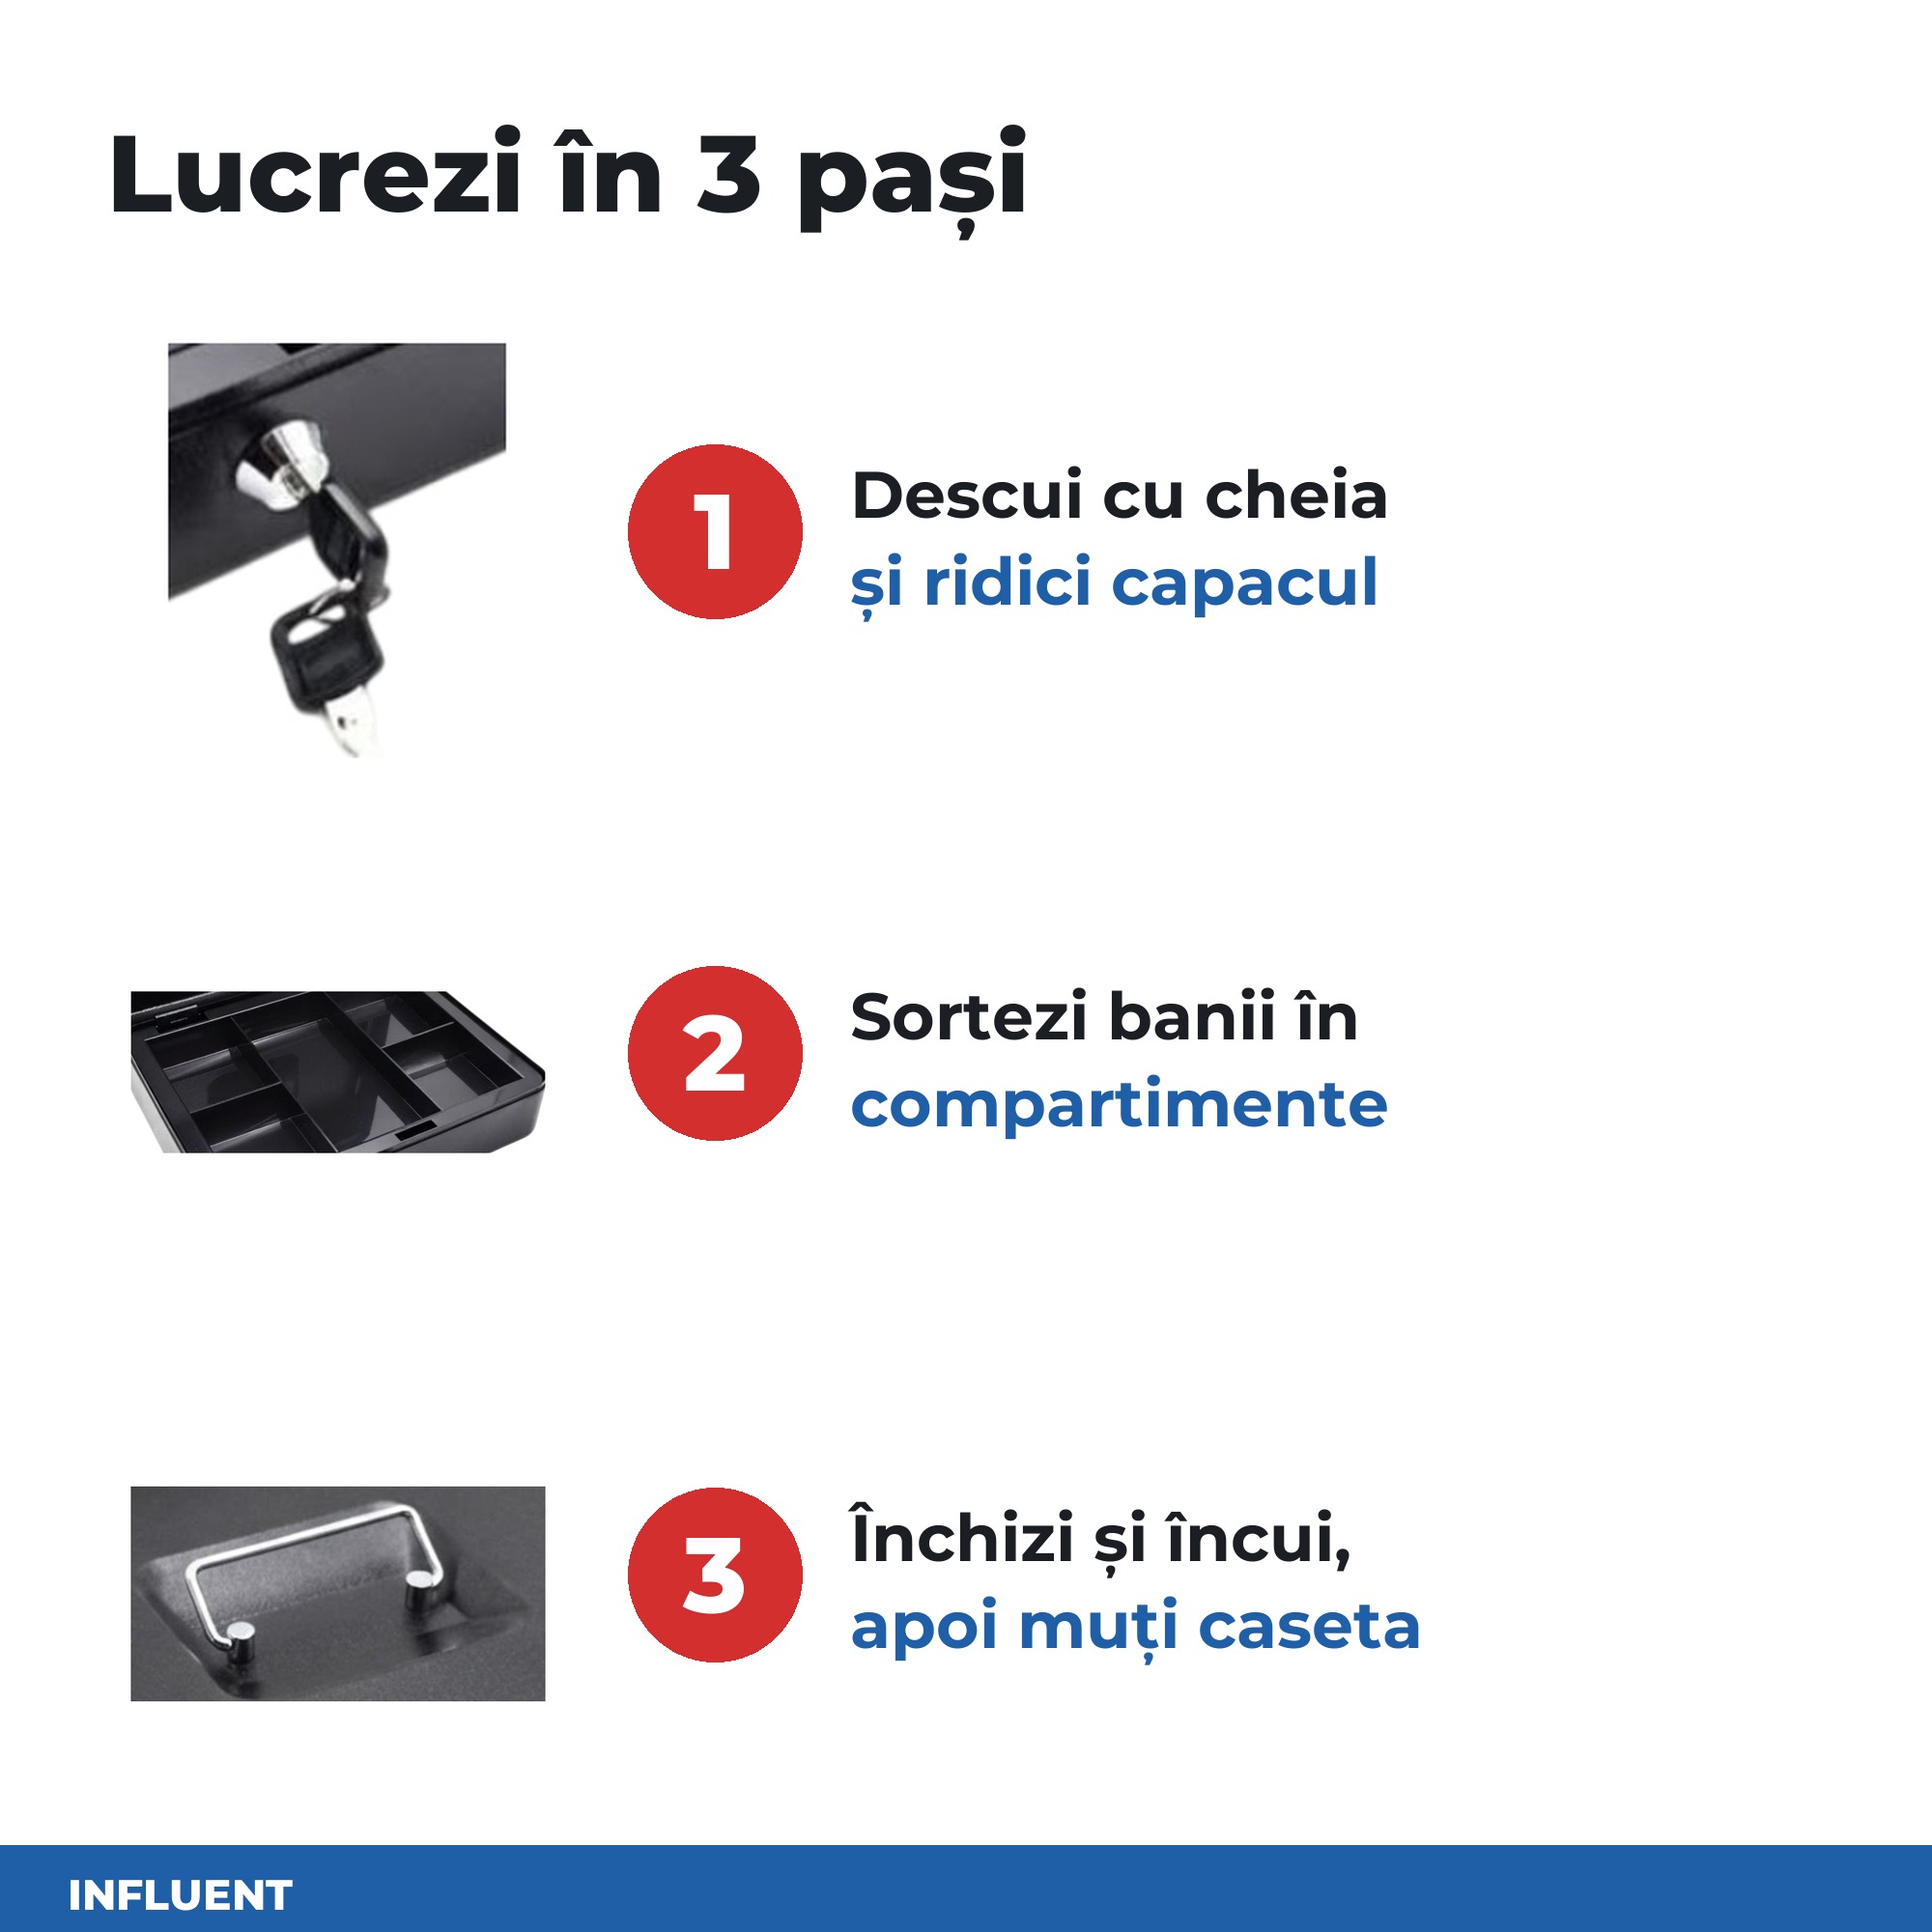 Lucrezi în 3 pași
1
Descui cu cheia
și ridici capacul
2
Sortezi banii în
compartimente
3
Închizi și încui,
apoi muți caseta
INFLUENT